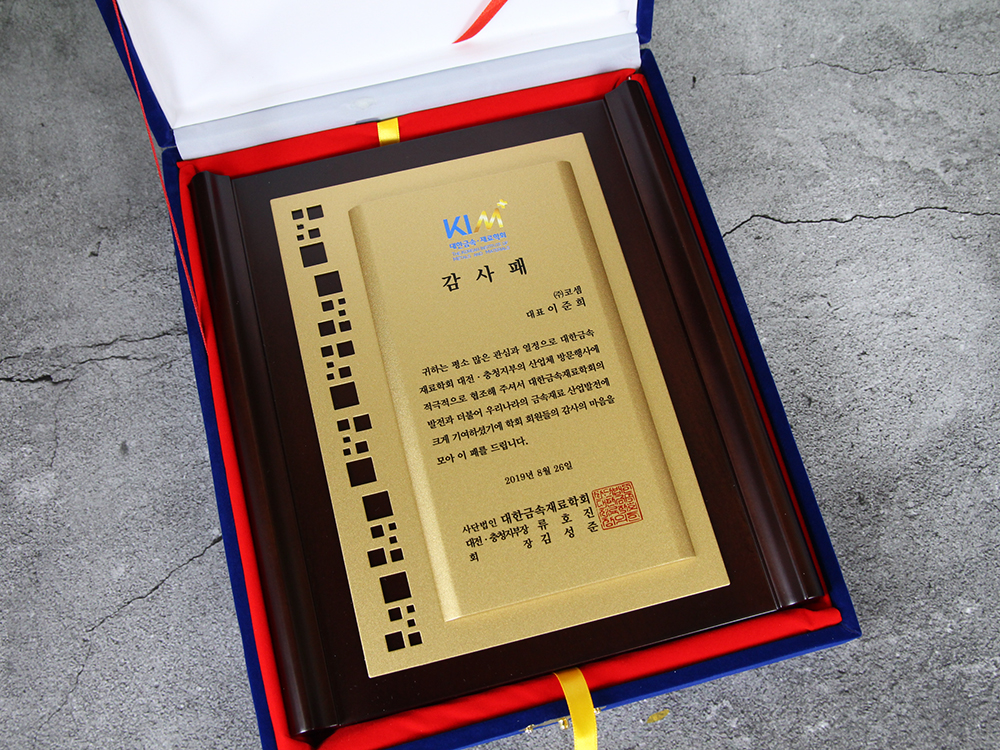 KIM
대한금속·재료학회
감사패
㈜코셈
대표 이준희
귀하는 평소 많은 관심과 열정으로 대한금속
재료학회 대전·충청지부의 산업체 방문행사에
적극적으로 협조해 주셔서 대한금속재료학회의
발전과 더불어 우리나라의 금속재료 산업발전에
크게 기여하셨기에 학회 회원들의 감사의 마음을
모아 이 패를 드립니다.
2019년 8월 26일
사단법인 대한금속재료학회
대전·충청지부장 류호진
회장 김성준